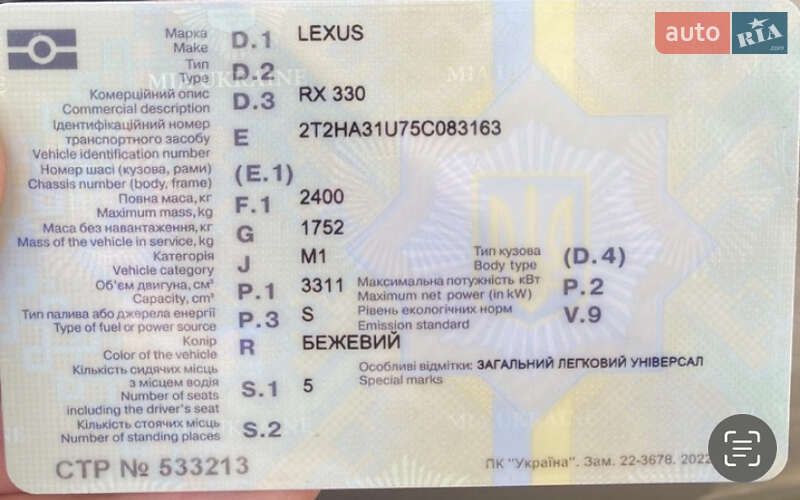 auto RIA.com
Марка
Make D.1 LEXUS
Тип
Type D.2
Комерційний опис
Commercial description D.3 RX 330
Ідентифікаційний номер
транспортного засобу
Vehicle identification number E 2T2HA31U75C083163
Номер шасі (кузова, рами)
Chassis number (body, frame) (E.1)
Повна маса, кг
Maximum mass, kg F.1 2400
Маса без навантаження, кг
Mass of the vehicle in service, kg G 1752
Категорія
Vehicle category J M1
Тип кузова
Body type (D.4)
Об'єм двигуна, см³
Capacity, cm³ P.1 3311
Максимальна потужність кВт
Maximum net power (in kW) P.2
Тип палива або джерела енергії
Type of fuel or power source P.3 S
Рівень екологічних норм
Emission standard V.9
Колір
Color of the vehicle R БЕЖЕВИЙ
Особливі відмітки: ЗАГАЛЬНИЙ ЛЕГКОВИЙ УНІВЕРСАЛ
Special marks
Кількість сидячих місць
з місцем водія
Number of seats
including the driver's seat S.1 5
Кількість стоячих місць
Number of standing places S.2
СТР № 533213
ПК "Україна". Зам. 22-3678. 2022